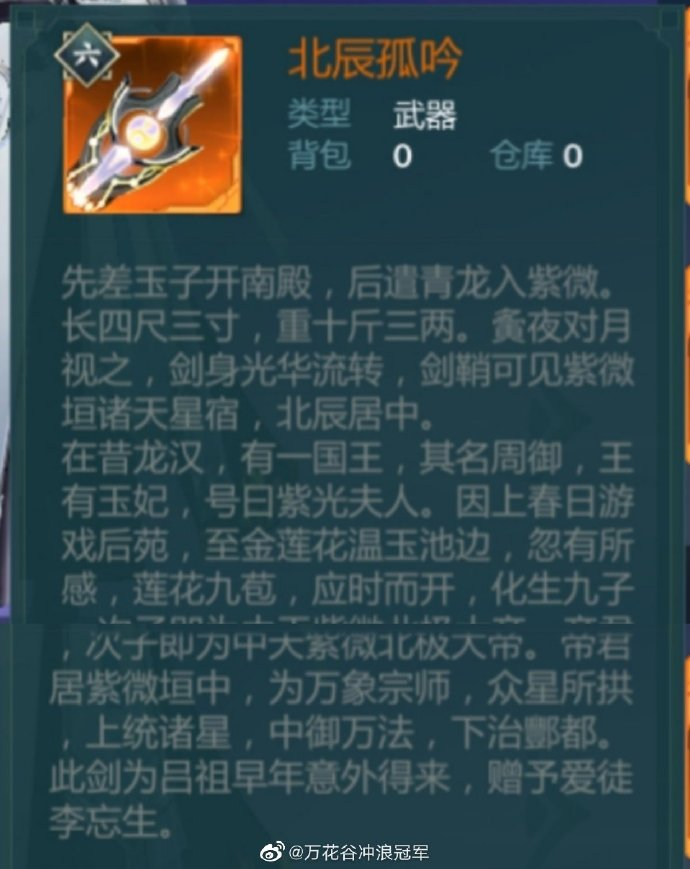 六
北辰孤吟
类型 武器
背包 0 仓库 0
先差玉子开南殿，后遣青龙入紫微。
长四尺三寸，重十斤三两。夤夜对月
视之，剑身光华流转，剑鞘可见紫微
垣诸天星宿，北辰居中。
在昔龙汉，有一国王，其名周御，王
有玉妃，号曰紫光夫人。因上春日游
戏后苑，至金莲花温玉池边，忽有所
感，莲花九苞，应时而开，化生九子
，次子即为中天紫微北极大帝。帝君
居紫微垣中，为万象宗师，众星所拱
，上统诸星，中御万法，下治酆都。
此剑为吕祖早年意外得来，赠予爱徒
李忘生。
@万花谷冲浪冠军